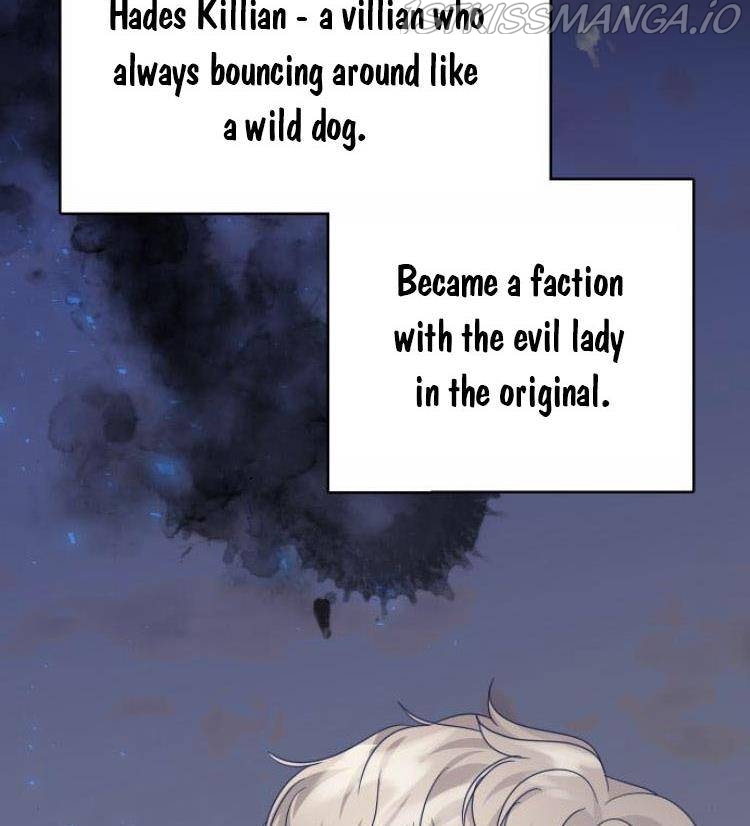 1STKISSMANGA.IO
Hades Killian - a villian who
always bouncing around like
a wild dog.
Became a faction
with the evil lady
in the original.